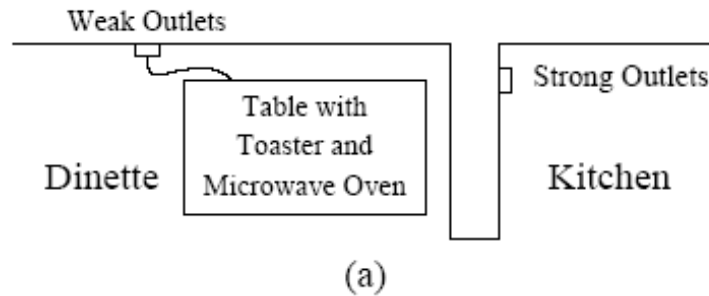 Weak Outlets
Strong Outlets
Table with
Toaster and
Microwave Oven
Dinette
Kitchen
(a)